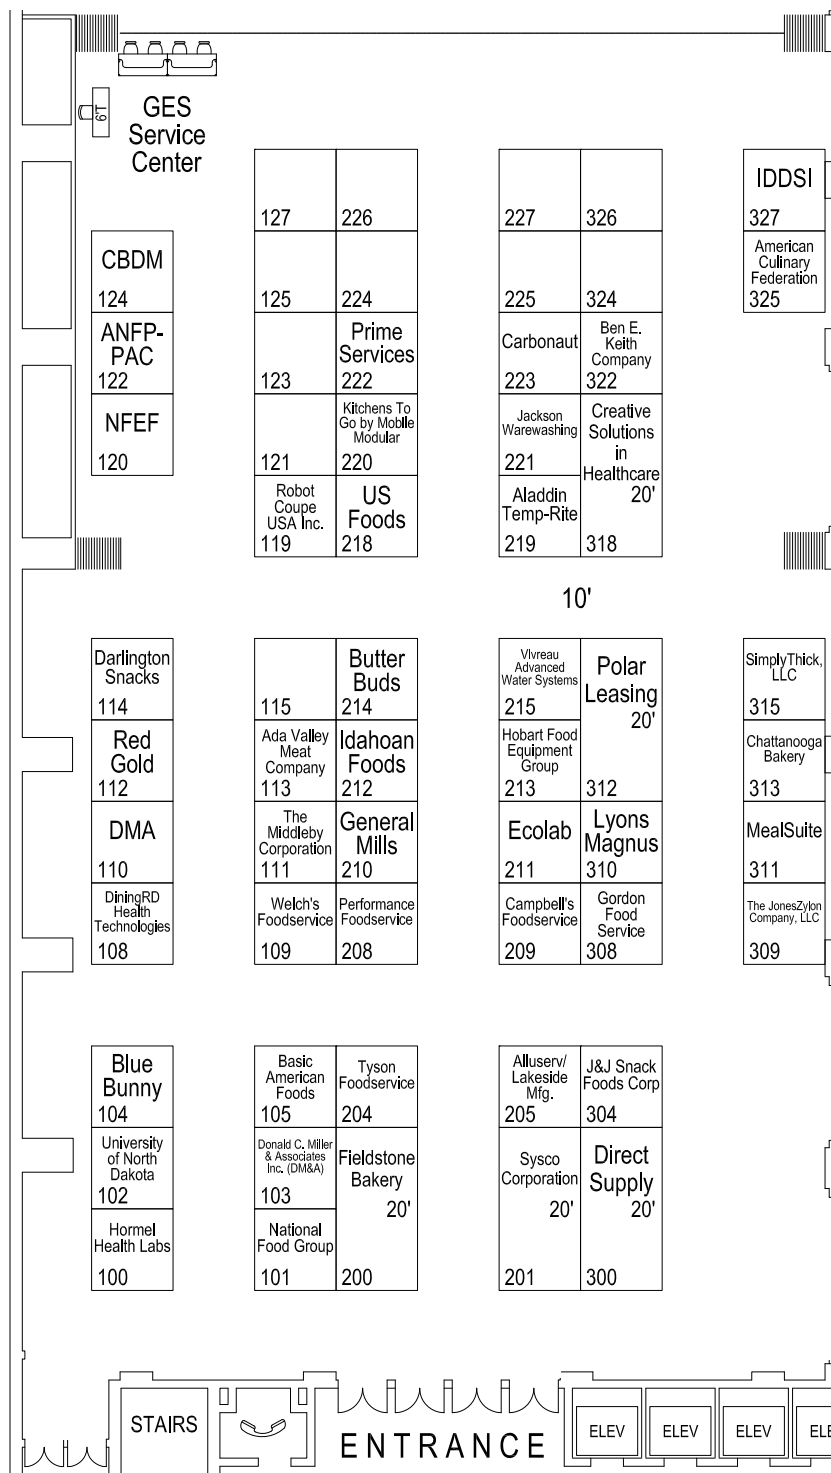 6'T
GES
Service
Center
127
226
227
326
IDDSI
327
CBDM
124
125
224
225
324
American
Culinary
Federation
325
ANFP-
PAC
122
123
Prime
Services
222
Carbonaut
223
Ben E.
Keith
Company
322
NFEF
120
121
Kitchens To
Go by Mobile
Modular
220
Jackson
Warewashing
221
Creative
Solutions
in
Healthcare
20'
318
Robot
Coupe
USA Inc.
119
US
Foods
218
Aladdin
Temp-Rite
219
10'
Darlington
Snacks
114
115
Butter
Buds
214
Vivreau
Advanced
Water Systems
215
Polar
Leasing
20'
312
SimplyThick,
LLC
315
Red
Gold
112
Ada Valley
Meat
Company
113
Idahoan
Foods
212
Hobart Food
Equipment
Group
213
Chattanooga
Bakery
313
DMA
110
The
Middleby
Corporation
111
General
Mills
210
Ecolab
211
Lyons
Magnus
310
MealSuite
311
DiningRD
Health
Technologies
108
Welch's
Foodservice
109
Performance
Foodservice
208
Campbell's
Foodservice
209
Gordon
Food
Service
308
The JonesZylon
Company, LLC
309
Blue
Bunny
104
Basic
American
Foods
105
Tyson
Foodservice
204
Alluserv/
Lakeside
Mfg.
205
J&J Snack
Foods Corp
304
University
of North
Dakota
102
Donald C. Miller
& Associates
Inc. (DM&A)
103
Fieldstone
Bakery
20'
200
Sysco
Corporation
20'
201
Direct
Supply
20'
300
Hormel
Health Labs
100
National
Food Group
101
STAIRS
ENTRANCE
ELEV
ELEV
ELEV
ELE